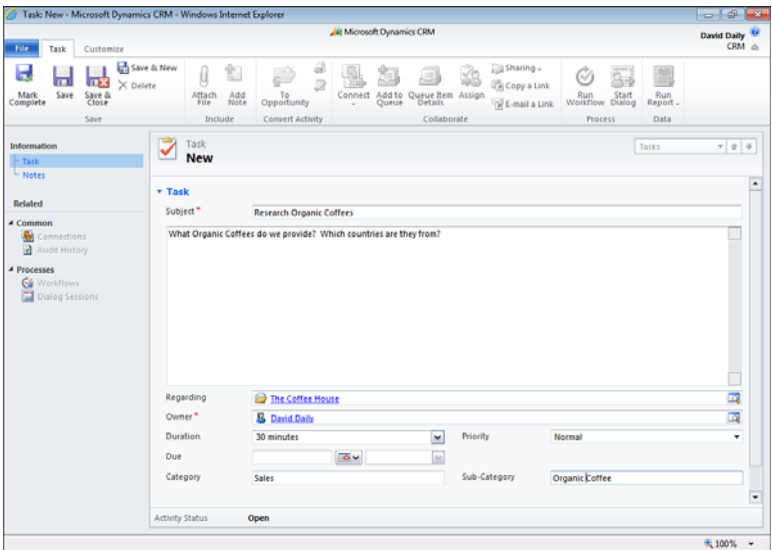 Task: New - Microsoft Dynamics CRM - Windows Internet Explorer
Microsoft Dynamics CRM
David Daily
CRM
File Task Customize
Mark Complete
Save
Save & Close
Save & New
Delete
Save
Attach File
Add Note
Include
To Opportunity
Convert Activity
Connect
Add to Queue
Queue Item Details
Assign
Sharing
Copy a Link
E-mail a Link
Collaborate
Run Workflow
Start Dialog
Process
Run Report
Data
Information
Task
Notes
Related
Common
Connections
Audit History
Processes
Workflows
Dialog Sessions
Task
New
Tasks
Task
Subject * Research Organic Coffees
What Organic Coffees do we provide? Which countries are they from?
Regarding The Coffee House
Owner * David Daily
Duration 30 minutes Priority Normal
Due
Category Sales Sub-Category Organic Coffee
Activity Status Open
100%